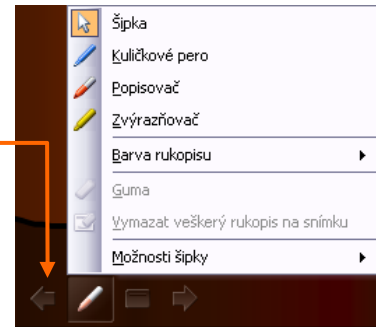 Šipka
Kuličkové pero
Popisovač
Zvýrazňovač
Barva rukopisu
Guma
Vymazat veškerý rukopis na snímku
Možnosti šipky